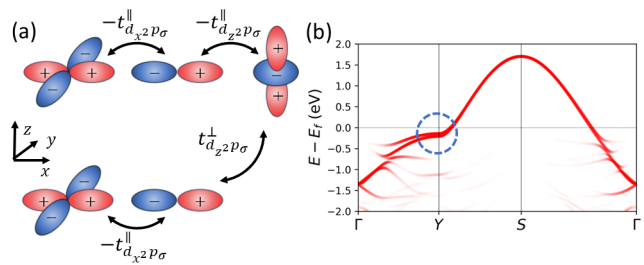 (a)
−t∥dx²pσ
−t∥dz²pσ
+
−
+
−
−
+
+
−
+
z
y
x
t⊥dz²pσ
−
+
−
+
−
+
−t∥dx²pσ
(b)
E − Ef (eV)
2.0
1.5
1.0
0.5
0.0
−0.5
−1.0
−1.5
−2.0
Γ
Y
S
Γ